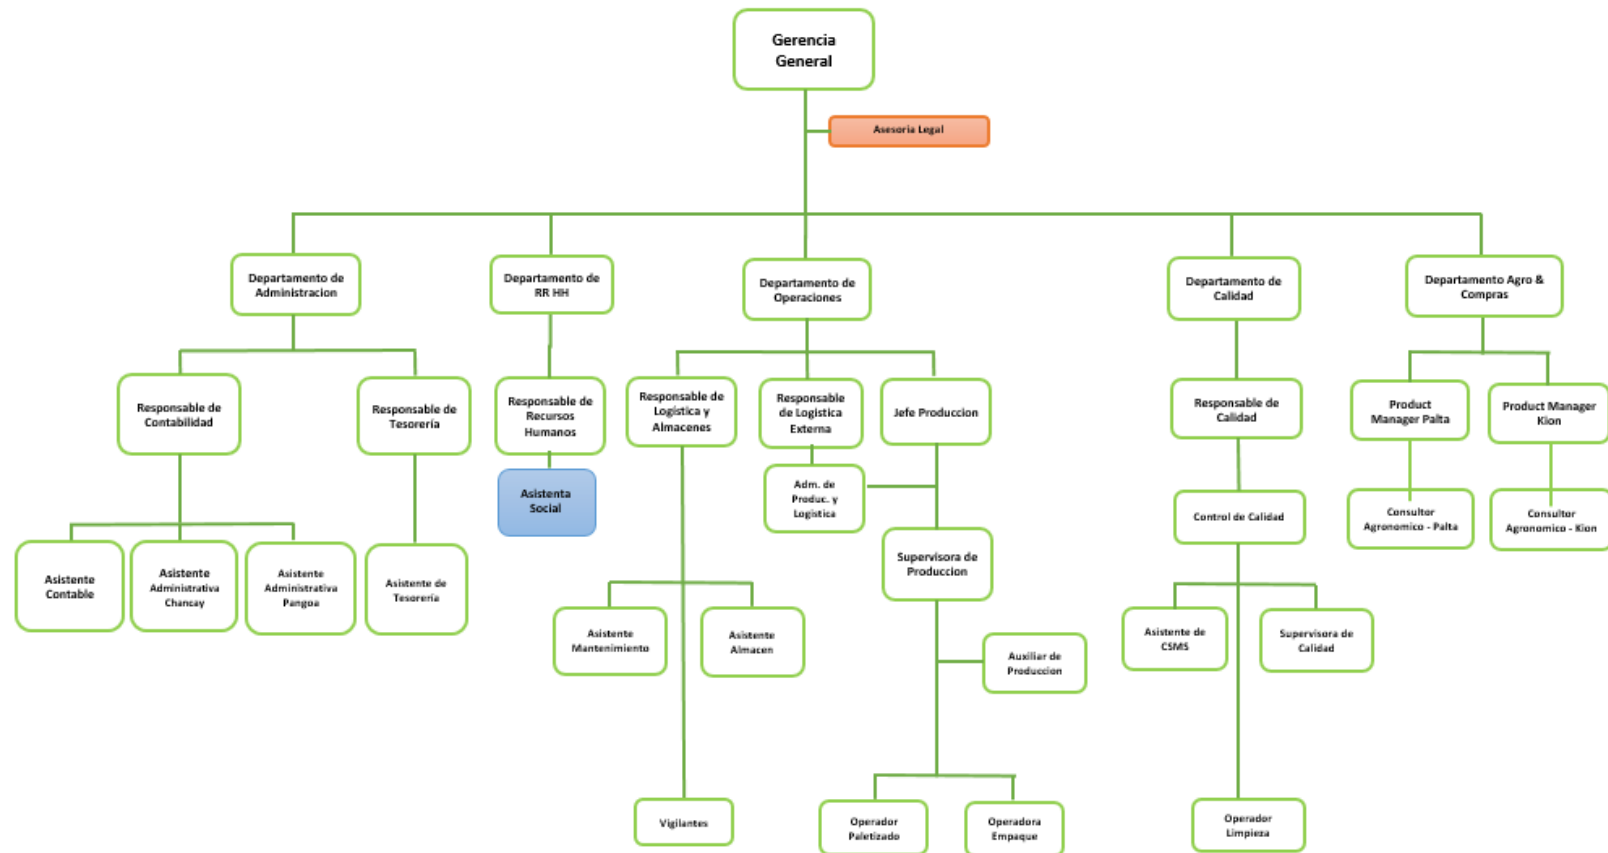 Gerencia
General
Asesoria Legal
Departamento de
Administracion
Departamento de
RR HH
Departamento de
Operaciones
Departamento de
Calidad
Departamento Agro &
Compras
Responsable de
Contabilidad
Responsable de
Tesorería
Responsable de
Recursos
Humanos
Responsable de
Logística y
Almacenes
Responsable
de Logistica
Externa
Jefe Produccion
Responsable de
Calidad
Product
Manager Palta
Product Manager
Kion
Asistenta
Social
Adm. de
Produc. y
Logistica
Control de Calidad
Consultor
Agronomico - Palta
Consultor
Agronomico - Kion
Asistente
Contable
Asistente
Administrativa
Chancay
Asistente
Administrativa
Pangoa
Asistente de
Tesorería
Supervisora de
Produccion
Asistente
Mantenimiento
Asistente
Almacen
Auxiliar de
Produccion
Asistente de
CSMS
Supervisora de
Calidad
Vigilantes
Operador
Paletizado
Operadora
Empaque
Operador
Limpieza